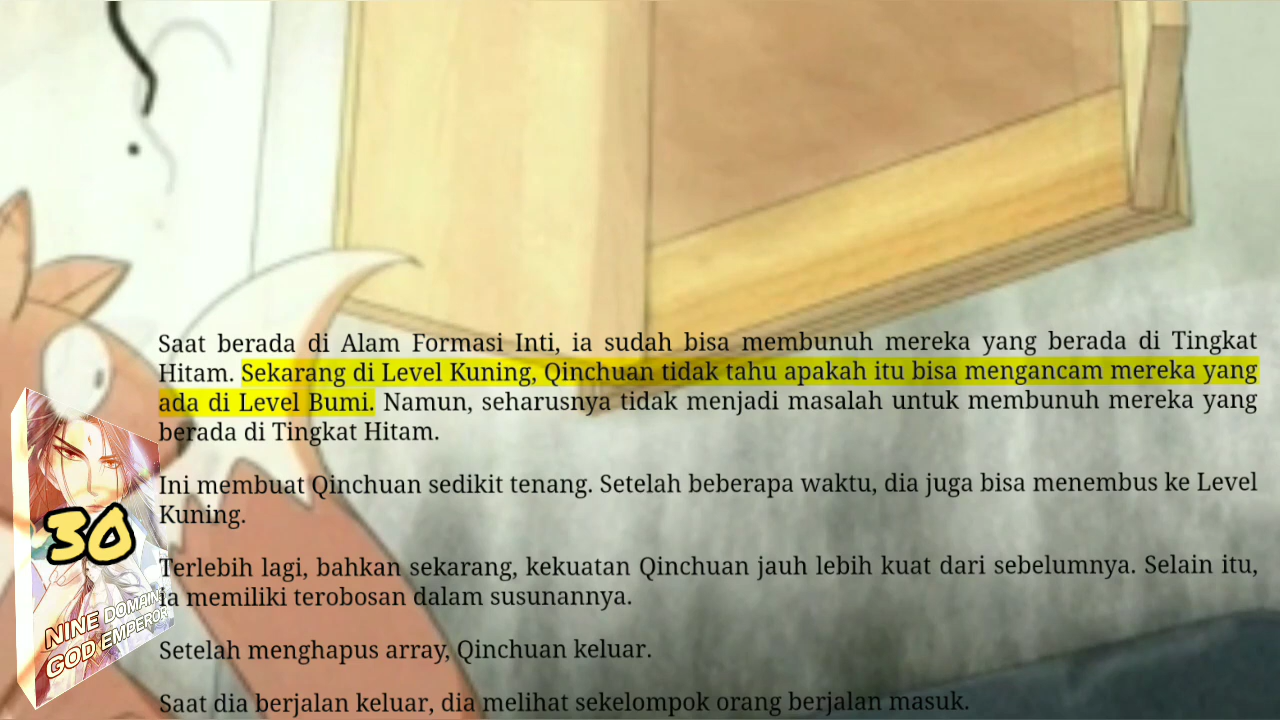 Saat berada di Alam Formasi Inti, ia sudah bisa membunuh mereka yang berada di Tingkat
Hitam. Sekarang di Level Kuning, Qinchuan tidak tahu apakah itu bisa mengancam mereka yang
ada di Level Bumi. Namun, seharusnya tidak menjadi masalah untuk membunuh mereka yang
berada di Tingkat Hitam.
Ini membuat Qinchuan sedikit tenang. Setelah beberapa waktu, dia juga bisa menembus ke Level
Kuning.
Terlebih lagi, bahkan sekarang, kekuatan Qinchuan jauh lebih kuat dari sebelumnya. Selain itu,
ia memiliki terobosan dalam susunannya.
Setelah menghapus array, Qinchuan keluar.
Saat dia berjalan keluar, dia melihat sekelompok orang berjalan masuk.
30
NINE DOMAIN
GOD EMPEROR